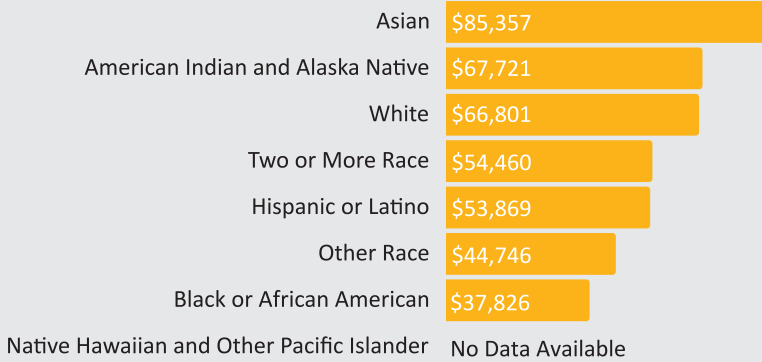 Asian $85,357
American Indian and Alaska Native $67,721
White $66,801
Two or More Race $54,460
Hispanic or Latino $53,869
Other Race $44,746
Black or African American $37,826
Native Hawaiian and Other Pacific Islander No Data Available